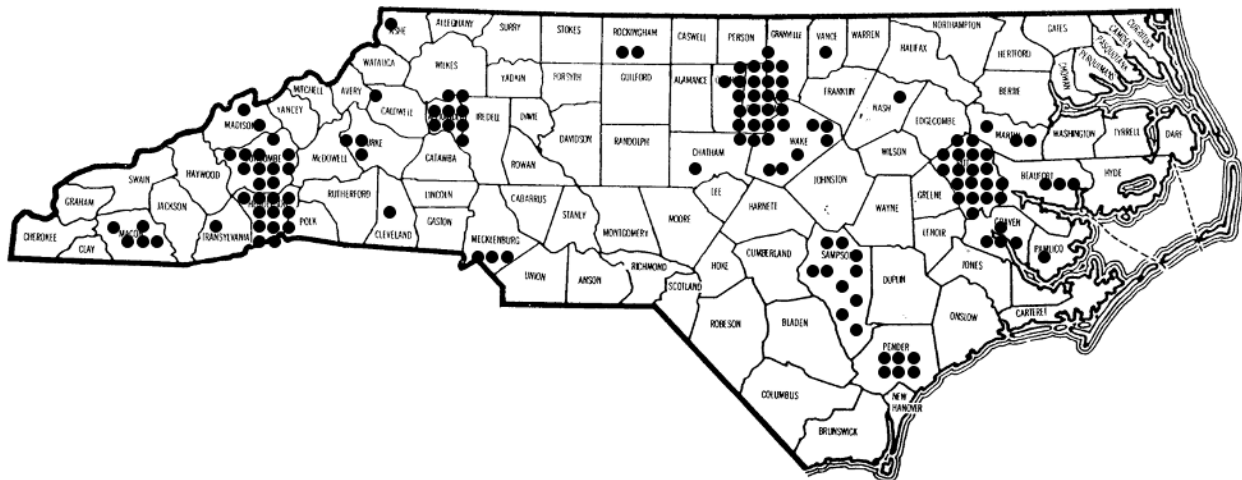 ALLEGHANY
SURRY
STOKES
ROCKINGHAM
CASWELL
PERSON
GRANVILLE
VANCE
WARREN
NORTHAMPTON
GATES
CURRITUCK
CAMDEN
PASQUOTANK
PERQUIMANS
CHOWAN
HERTFORD
HALIFAX
BERTIE
WATAUGA
WILKES
YADKIN
FORSYTH
GUILFORD
ALAMANCE
FRANKLIN
NASH
EDGECOMBE
MITCHELL
AVERY
YANCEY
MADISON
CALDWELL
IREDELL
DAVIE
DAVIDSON
RANDOLPH
CHATHAM
WAKE
WILSON
MARTIN
WASHINGTON
TYRRELL
DARE
HYDE
BEAUFORT
MCDOWELL
CATAWBA
ROWAN
JOHNSTON
GREENE
SWAIN
HAYWOOD
GRAHAM
JACKSON
CHEROKEE
CLAY
TRANSYLVANIA
POLK
RUTHERFORD
CLEVELAND
LINCOLN
GASTON
MECKLENBURG
CABARRUS
STANLY
MONTGOMERY
MOORE
LEE
HARNETT
WAYNE
LENOIR
CRAVEN
PAMLICO
JONES
CARTERET
ONSLOW
DUPLIN
SAMPSON
CUMBERLAND
HOKE
RICHMOND
SCOTLAND
ANSON
UNION
ROBESON
BLADEN
PENDER
COLUMBUS
NEW
HANOVER
BRUNSWICK